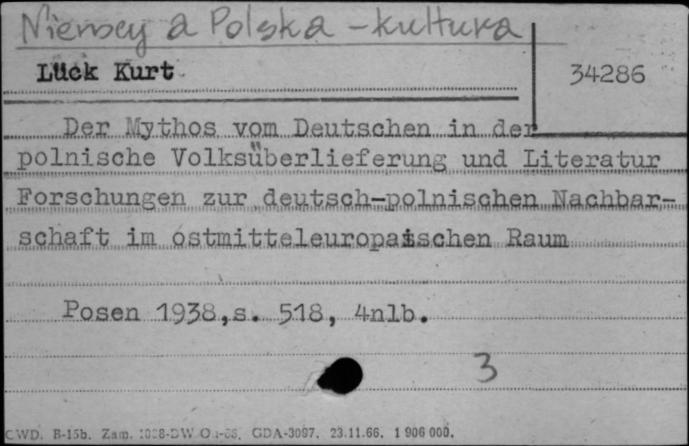 Niemcy a Polska - kultura
Lück Kurt
34286
Der Mythos vom Deutschen in der
polnische Volksüberlieferung und Literatur
Forschungen zur deutsch-polnischen Nachbar-
schaft im ostmitteleuropaischen Raum
Posen 1938,s. 518, 4nlb.
3
CWD. B-15b. Zam. GDA-3097. 23.11.66. 1 906 000.